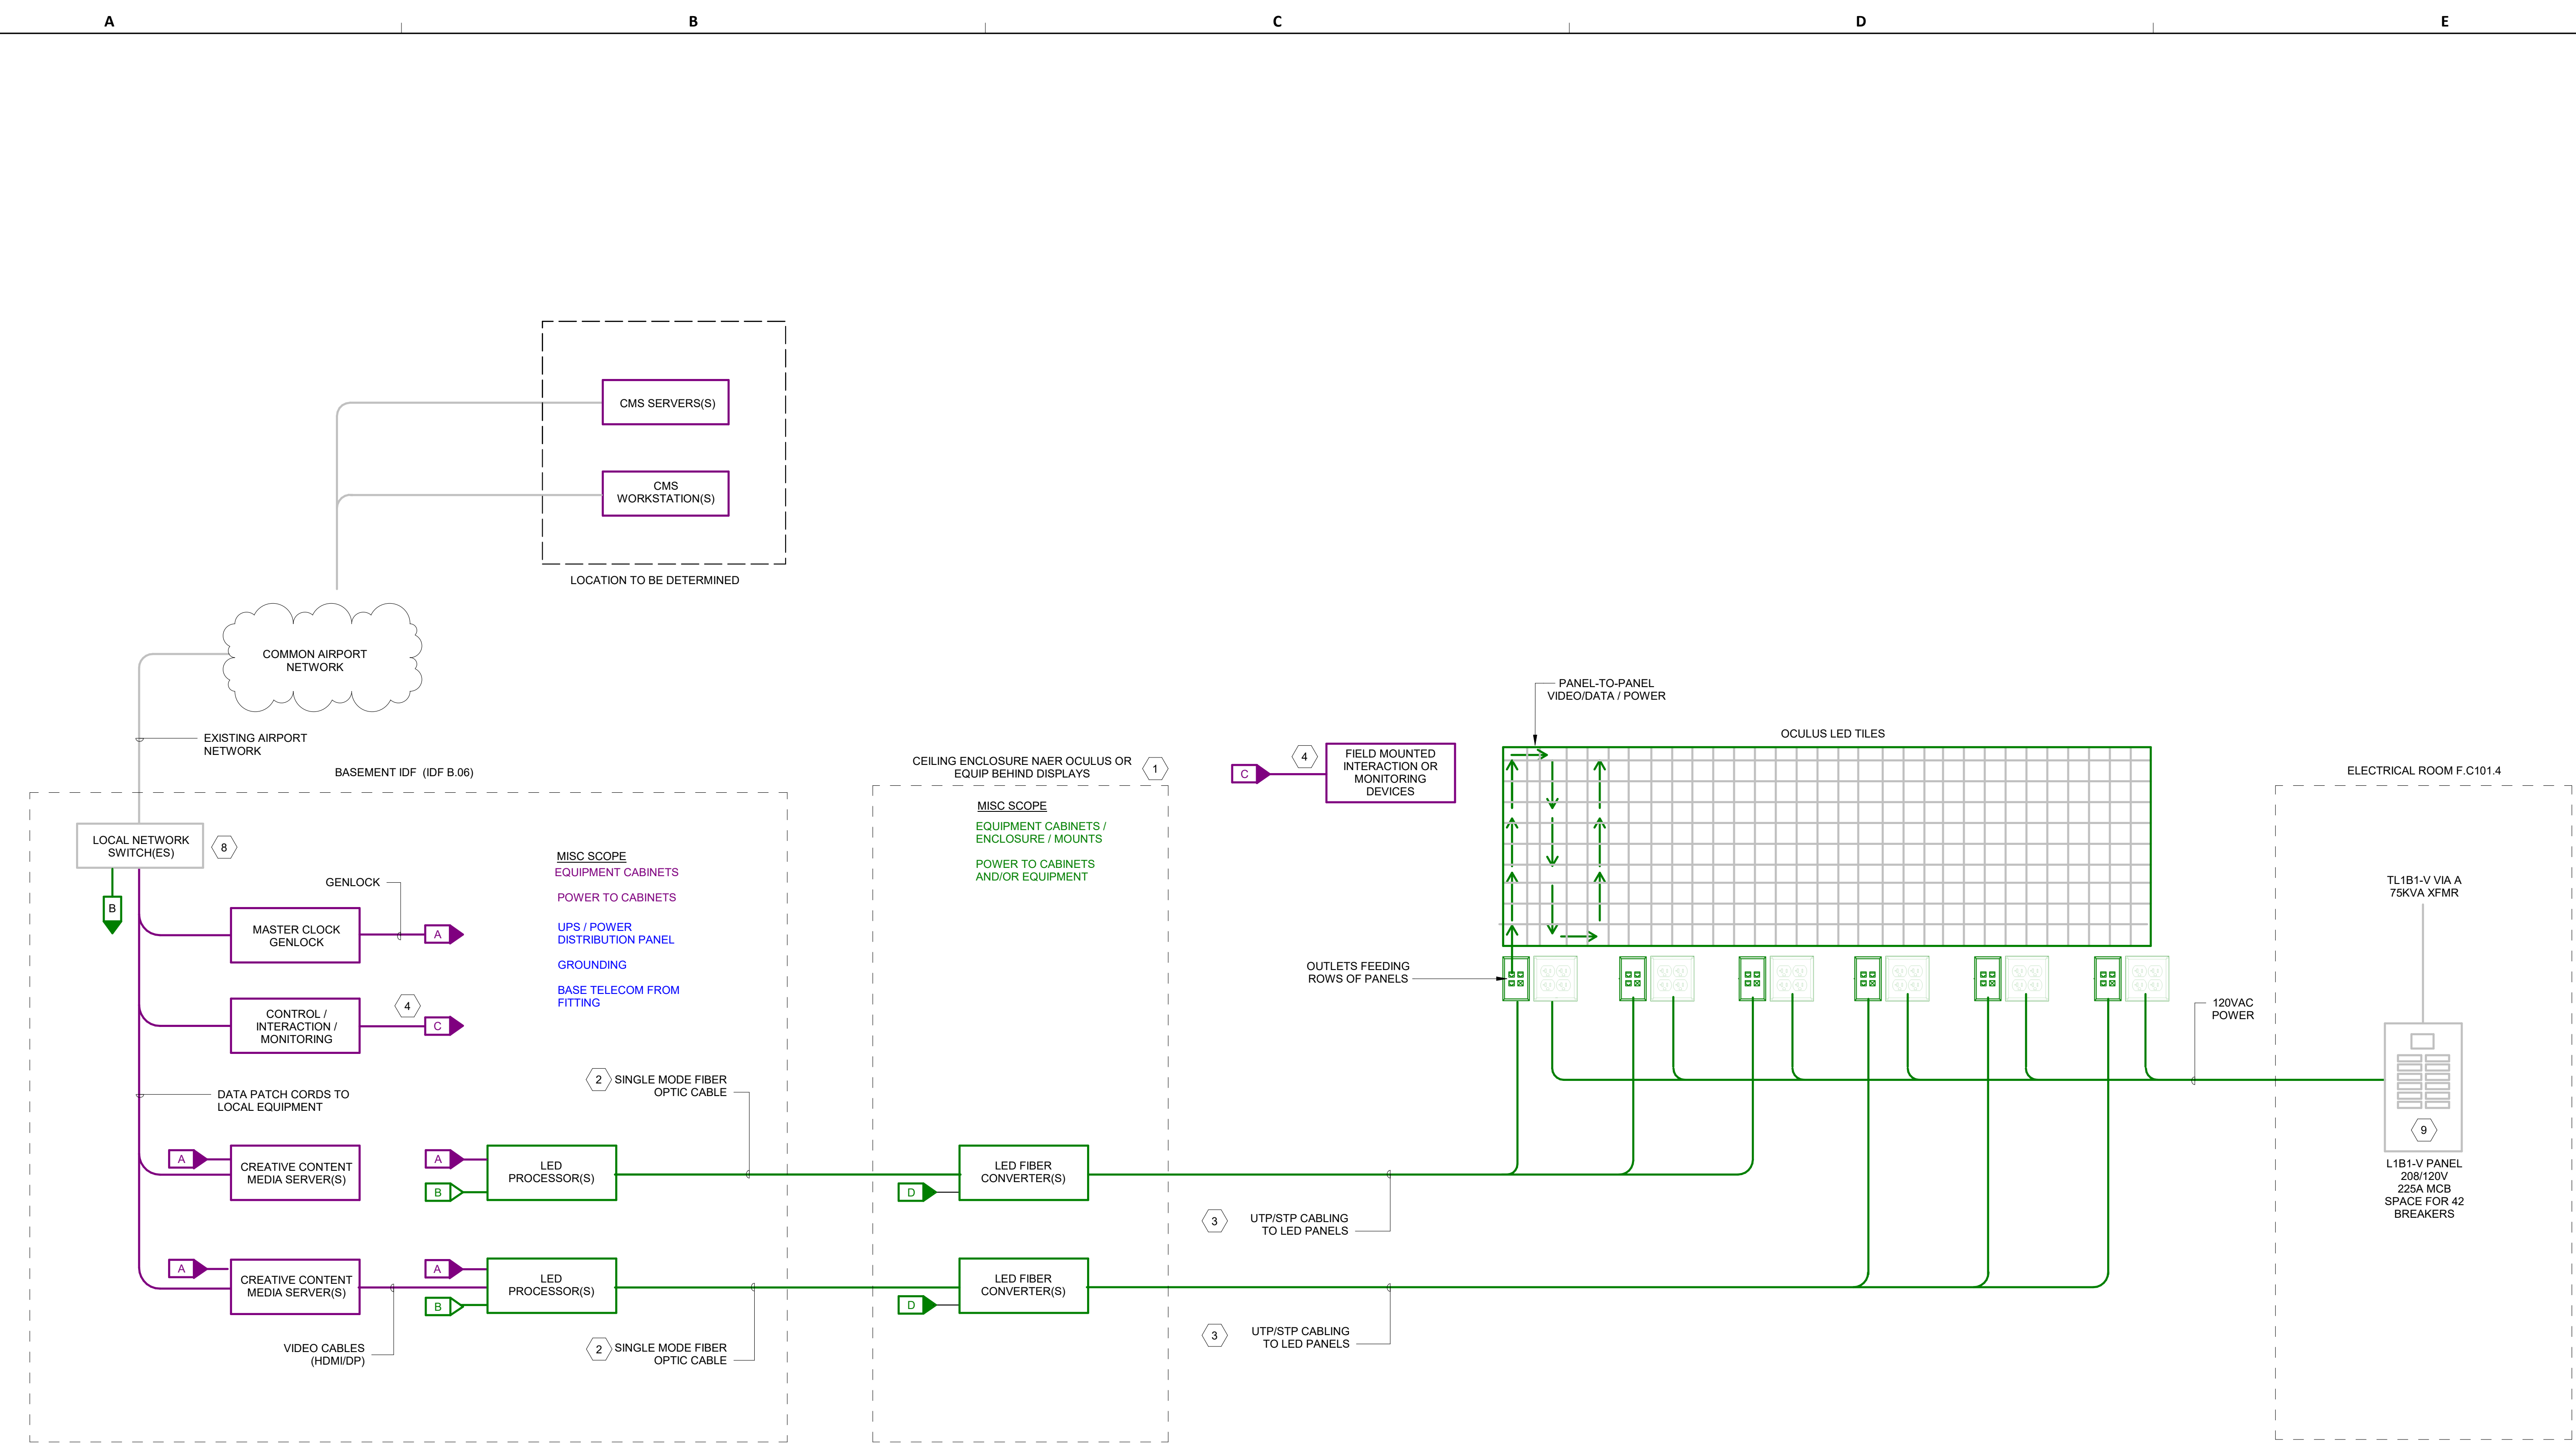 A
B
C
D
E
CMS SERVERS(S)
CMS
WORKSTATION(S)
LOCATION TO BE DETERMINED
COMMON AIRPORT
NETWORK
EXISTING AIRPORT
NETWORK
BASEMENT IDF (IDF B.06)
LOCAL NETWORK
SWITCH(ES)
8
B
GENLOCK
MASTER CLOCK
GENLOCK
A
CONTROL /
INTERACTION /
MONITORING
4
C
MISC SCOPE
EQUIPMENT CABINETS
POWER TO CABINETS
UPS / POWER
DISTRIBUTION PANEL
GROUNDING
BASE TELECOM FROM
FITTING
DATA PATCH CORDS TO
LOCAL EQUIPMENT
2
SINGLE MODE FIBER
OPTIC CABLE
A
CREATIVE CONTENT
MEDIA SERVER(S)
A
B
LED
PROCESSOR(S)
A
CREATIVE CONTENT
MEDIA SERVER(S)
A
B
LED
PROCESSOR(S)
VIDEO CABLES
(HDMI/DP)
2
SINGLE MODE FIBER
OPTIC CABLE
CEILING ENCLOSURE NAER OCULUS OR
EQUIP BEHIND DISPLAYS
1
MISC SCOPE
EQUIPMENT CABINETS /
ENCLOSURE / MOUNTS
POWER TO CABINETS
AND/OR EQUIPMENT
D
LED FIBER
CONVERTER(S)
D
LED FIBER
CONVERTER(S)
C
4
FIELD MOUNTED
INTERACTION OR
MONITORING
DEVICES
3
UTP/STP CABLING
TO LED PANELS
3
UTP/STP CABLING
TO LED PANELS
PANEL-TO-PANEL
VIDEO/DATA / POWER
OCULUS LED TILES
OUTLETS FEEDING
ROWS OF PANELS
120VAC
POWER
ELECTRICAL ROOM F.C101.4
TL1B1-V VIA A
75KVA XFMR
9
L1B1-V PANEL
208/120V
225A MCB
SPACE FOR 42
BREAKERS